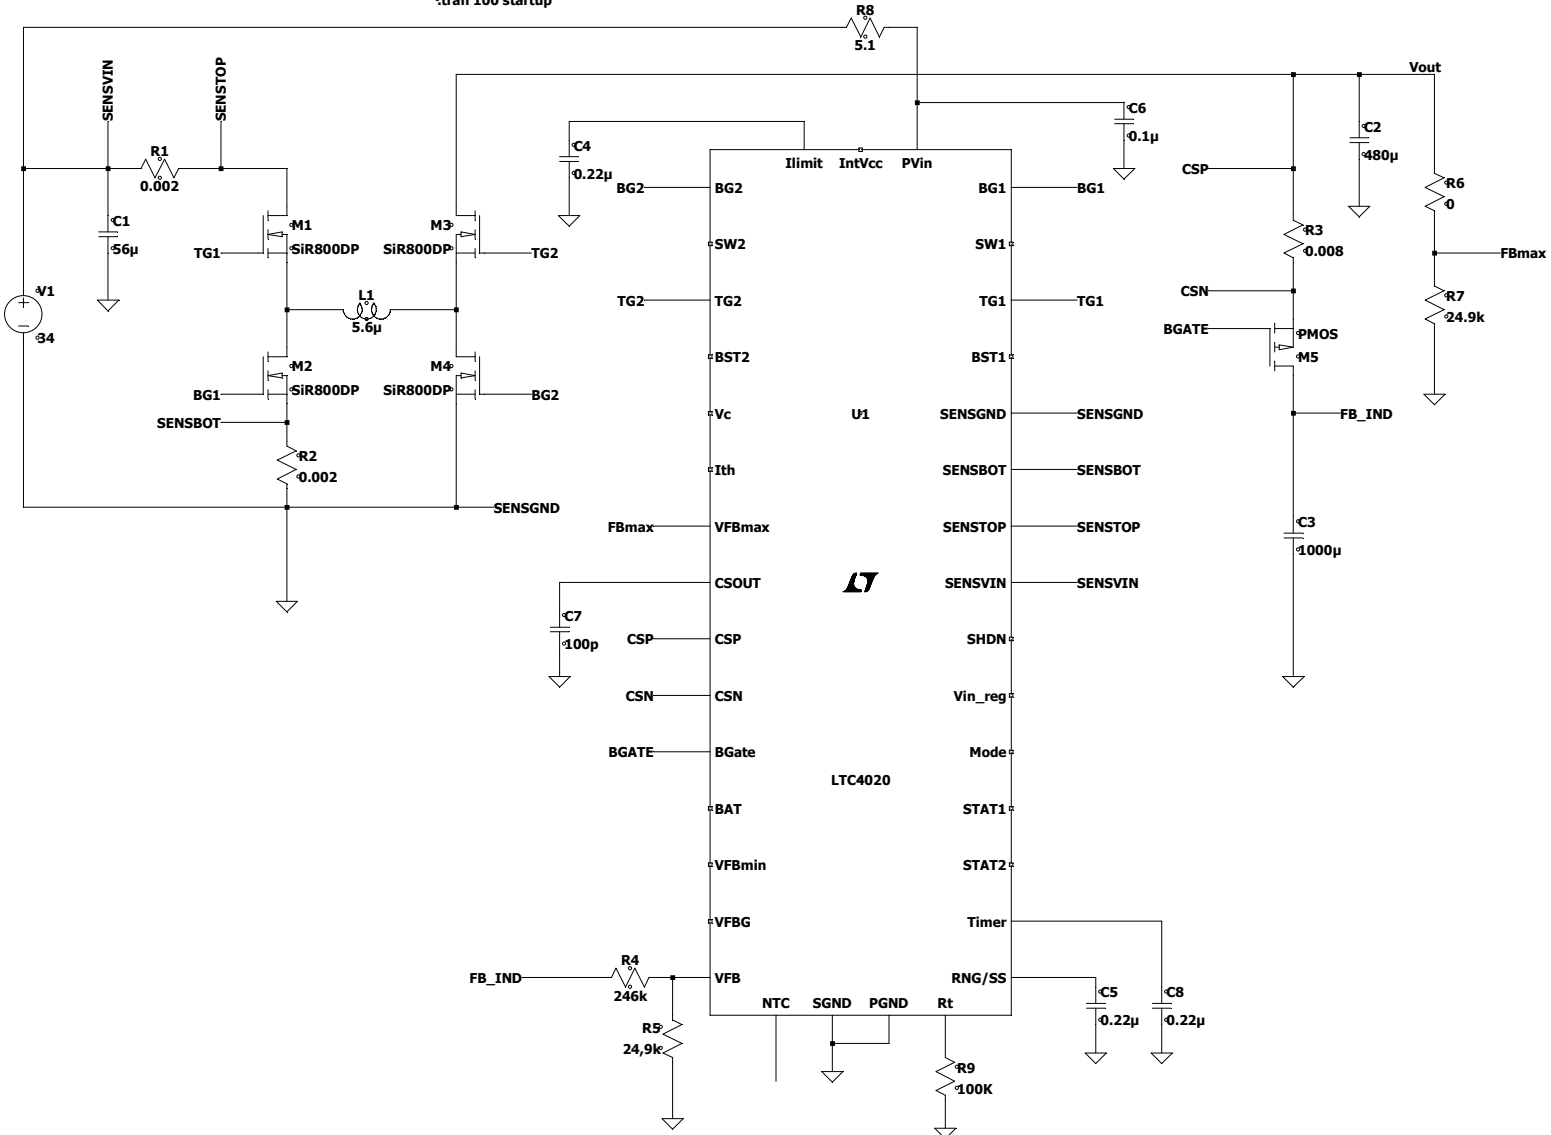 .tran 100 startup
R8
5.1
SENSVIN
SENSTOP
Vout
C6
0.1µ
C4
0.22µ
C2
480µ
R1
0.002
Ilimit
IntVcc
PVin
CSP
R6
0
BG2
BG2
BG1
BG1
C1
56µ
M1
SiR800DP
M3
SiR800DP
R3
0.008
TG1
TG2
SW2
SW1
FBmax
V1
34
L1
5.6µ
TG2
TG2
TG1
TG1
CSN
R7
24.9k
BGATE
PMOS
M5
M2
SiR800DP
M4
SiR800DP
BST2
BST1
BG1
BG2
SENSBOT
Vc
U1
SENSGND
SENSGND
FB_IND
R2
0.002
Ith
SENSBOT
SENSBOT
SENSGND
FBmax
VFBmax
SENSTOP
SENSTOP
C3
1000µ
CSOUT
LT
SENSVIN
SENSVIN
C7
100p
CSP
CSP
SHDN
CSN
CSN
Vin_reg
BGATE
BGate
Mode
LTC4020
BAT
STAT1
VFBmin
STAT2
VFBG
Timer
FB_IND
R4
246k
VFB
RNG/SS
C5
0.22µ
C8
0.22µ
NTC
SGND
PGND
Rt
R5
24,9k
R9
100K